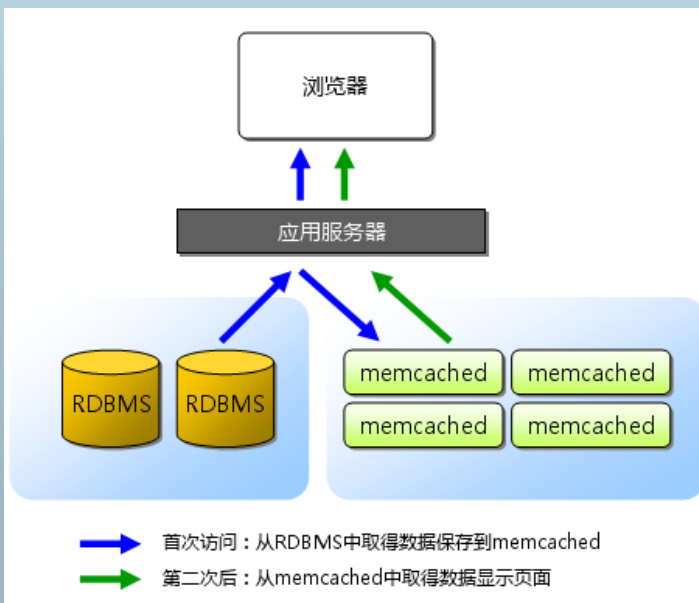 浏览器
应用服务器
RDBMS
RDBMS
memcached
memcached
memcached
memcached
首次访问：从RDBMS中取得数据保存到memcached
第二次后：从memcached中取得数据显示页面